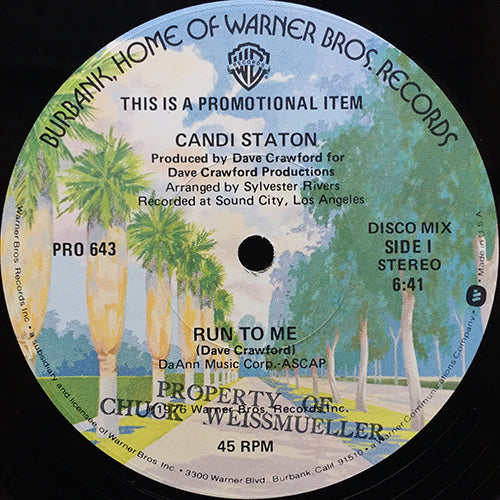 BURBANK, HOME OF WARNER BROS. RECORDS
WB
RECORDS
THIS IS A PROMOTIONAL ITEM
CANDI STATON
Produced by Dave Crawford for
Dave Crawford Productions
Arranged by Sylvester Rivers
Recorded at Sound City, Los Angeles
PRO 643
DISCO MIX
SIDE I
STEREO
6:41
RUN TO ME
(Dave Crawford)
DaAnn Music Corp.-ASCAP
PROPERTY OF
1976 Warner Bros. Records Inc.
CHUCK WEISSMUELLER
45 RPM
Warner Bros. Records Inc., a subsidiary and licensee of Warner Bros. Inc. • 3300 Warner Blvd., Burbank, Calif. 91510 • a Warner Communications Company. • Made in U.S.A.